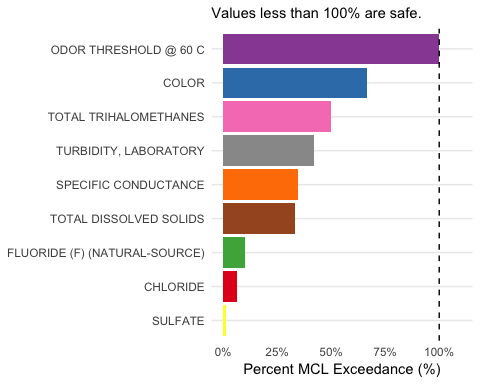 Values less than 100% are safe.
ODOR THRESHOLD @ 60 C
COLOR
TOTAL TRIHALOMETHANES
TURBIDITY, LABORATORY
SPECIFIC CONDUCTANCE
TOTAL DISSOLVED SOLIDS
FLUORIDE (F) (NATURAL-SOURCE)
CHLORIDE
SULFATE
0% 25% 50% 75% 100%
Percent MCL Exceedance (%)